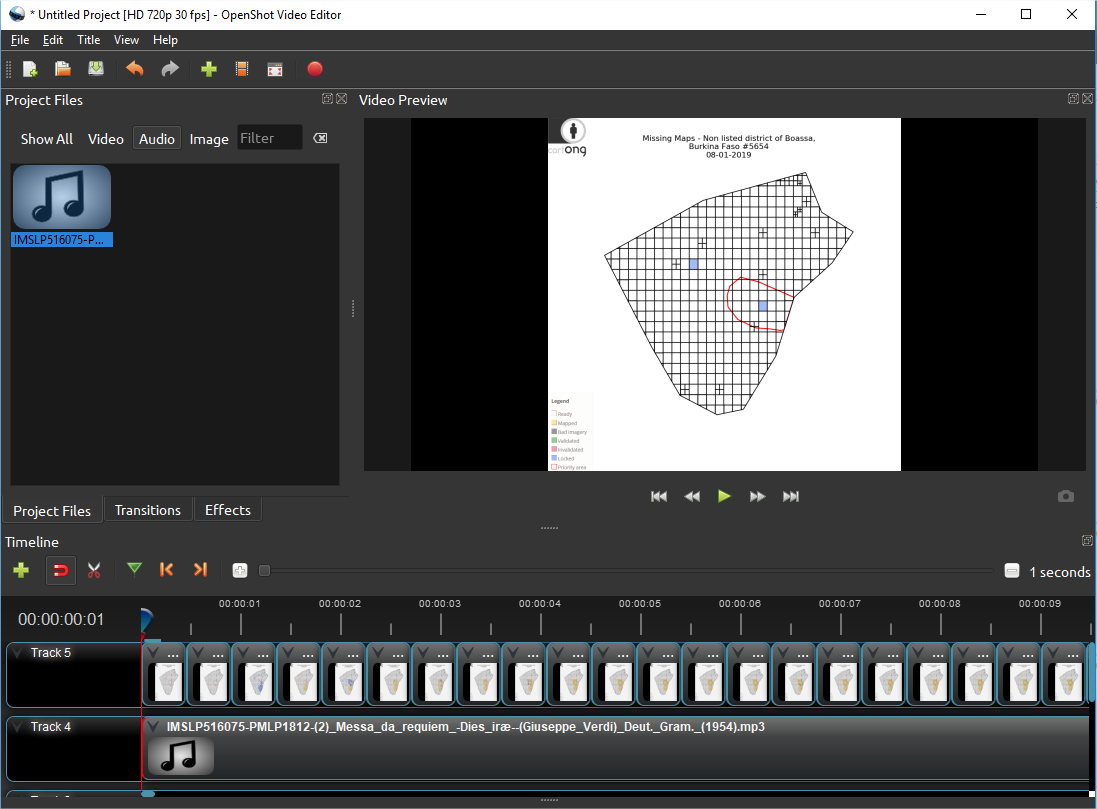 * Untitled Project [HD 720p 30 fps] - OpenShot Video Editor
File Edit Title View Help
Project Files
Video Preview
Show All Video Audio Image Filter
IMSLP516075-P...
cartong
Missing Maps - Non listed district of Boassa,
Burkina Faso #5654
08-01-2019
Legend
Ready
Mapped
Bad imagery
Validated
Invalidated
Locked
Priority area
Project Files Transitions Effects
Timeline
1 seconds
00:00:00:01
00:00:01 00:00:02 00:00:03 00:00:04 00:00:05 00:00:06 00:00:07 00:00:08 00:00:09
Track 5
... ... ... ... ... ... ... ... ... ... ... ... ... ... ... ... ... ... ... ... ...
Track 4
IMSLP516075-PMLP1812-(2)_Messa_da_requiem_-Dies_iræ--(Giuseppe_Verdi)_Deut._Gram._(1954).mp3